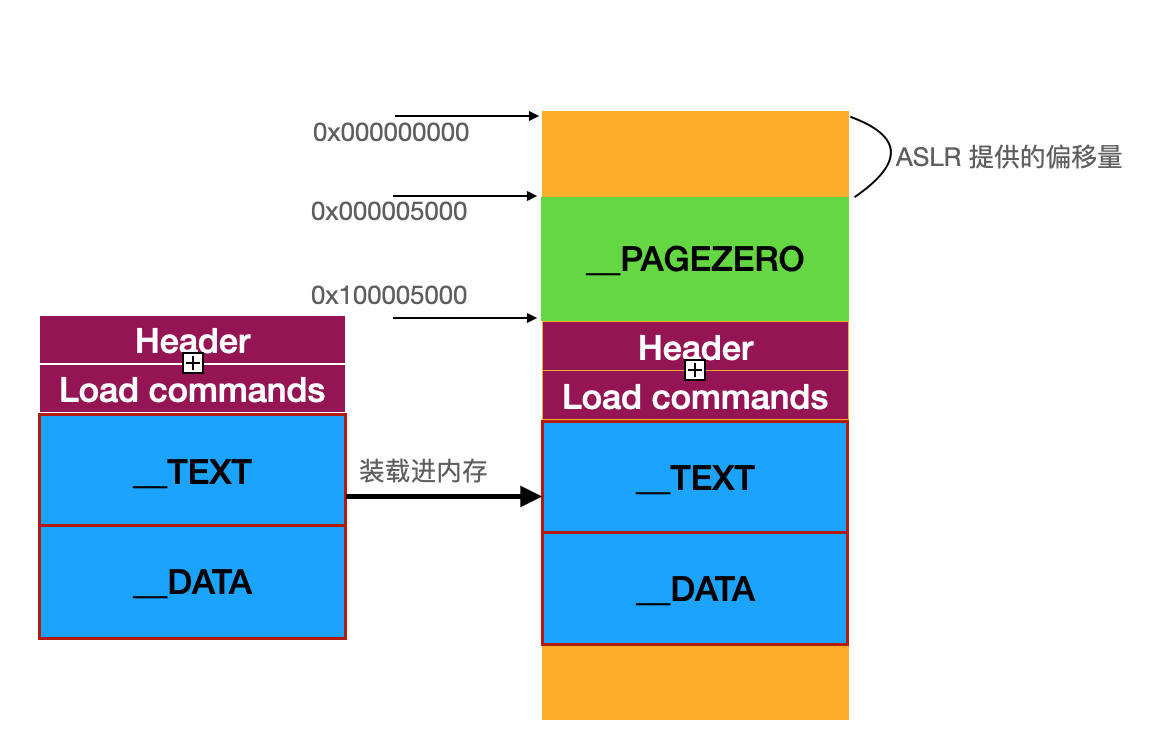 0x000000000
ASLR 提供的偏移量
0x000005000
__PAGEZERO
0x100005000
Header
Load commands
__TEXT
__DATA
装载进内存
Header
Load commands
__TEXT
__DATA